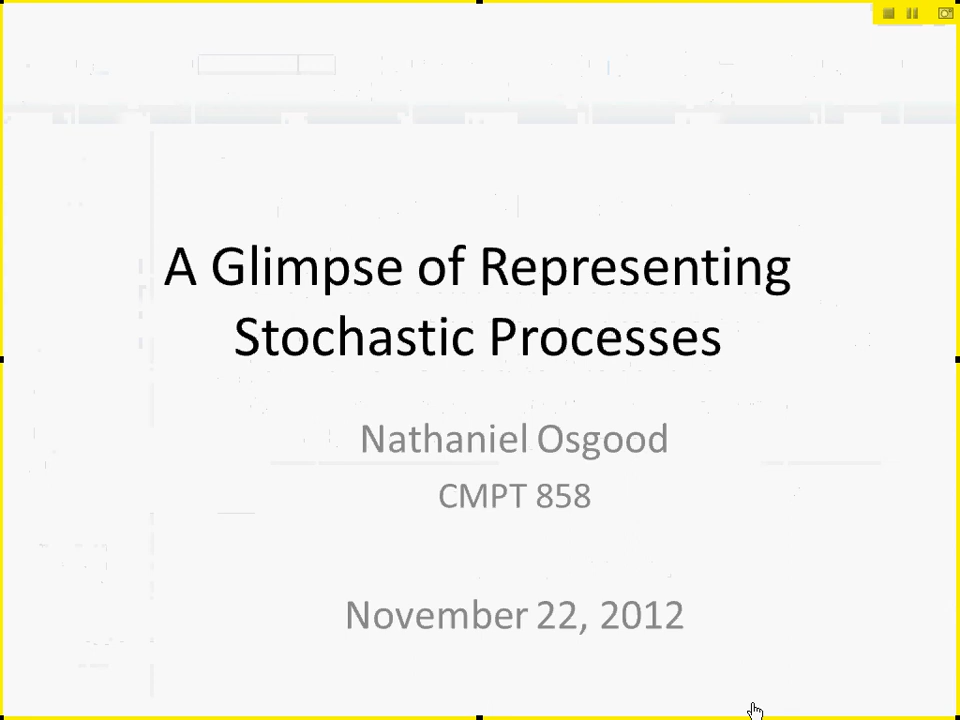 A Glimpse of Representing
Stochastic Processes
Nathaniel Osgood
CMPT 858
November 22, 2012